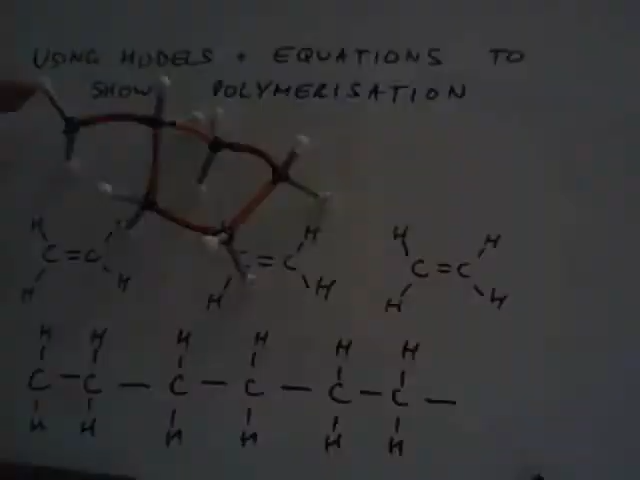 USING MODELS + EQUATIONS TO
SHOW POLYMERISATION
H H H H H
C=C C=C C=C
H H H H H H
H H H H H H
C-C-C-C-C-C-
H H H H H H